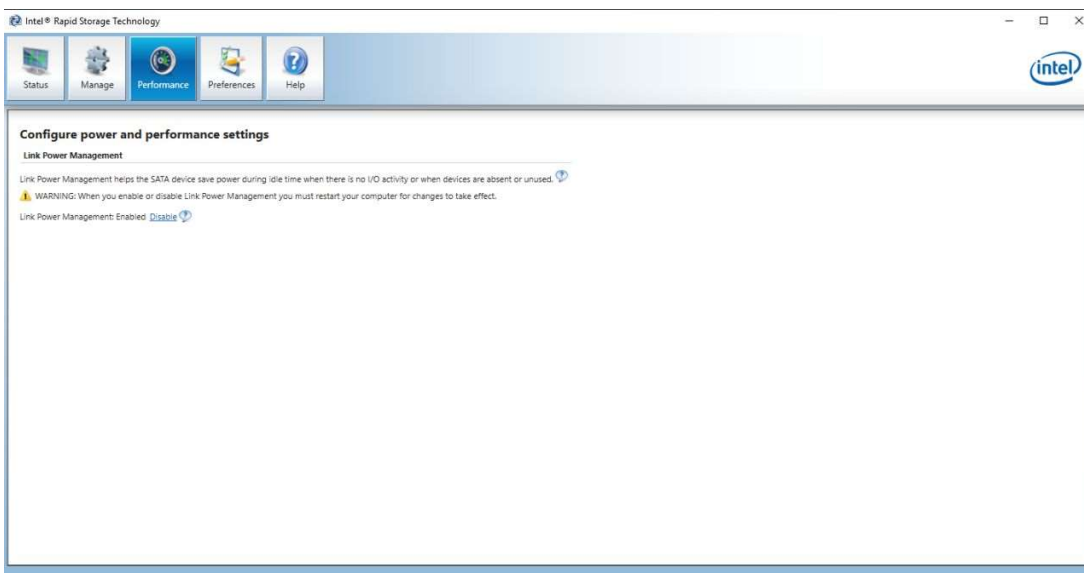 Intel® Rapid Storage Technology
Status Manage Performance Preferences Help
intel
Configure power and performance settings
Link Power Management
Link Power Management helps the SATA device save power during idle time when there is no I/O activity or when devices are absent or unused.
WARNING: When you enable or disable Link Power Management you must restart your computer for changes to take effect.
Link Power Management: Enabled Disable